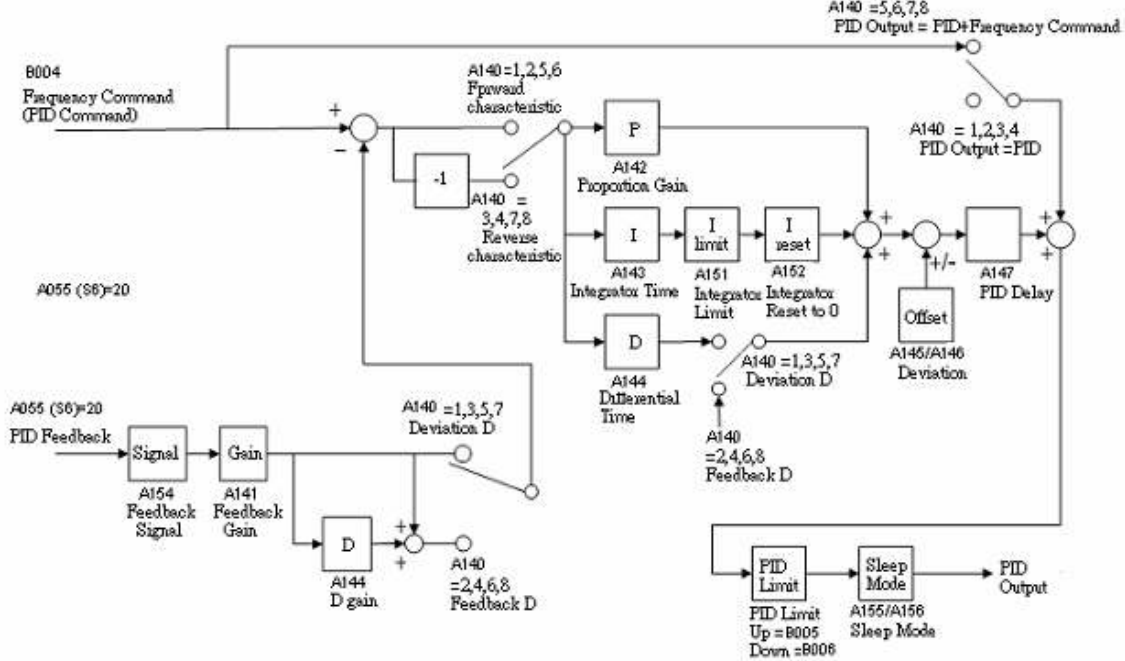 A140 =5,6,7,8
PID Output = PID+Frequency Command
B004
Frequency Command
(PID Command)
A140 =1,2,5,6
Fprward
characteristic
+
−
-1
P
A142
Proportion Gain
A140 = 1,2,3,4
PID Output =PID
A140 =
3,4,7,8
Reverse
characteristic
I
A143
Integrator Time
I
limit
A151
Integrator
Limit
I
reset
A152
Integrator
Reset to 0
+
+
+/-
A147
PID Delay
+
+
Offset
A145/A146
Deviation
A055 (S6)=20
D
A144
Differential
Time
A140 =1,3,5,7
Deviation D
A140
=2,4,6,8
Feedback D
A055 (S6)=20
PID Feedback
Signal
A154
Feedback
Signal
Gain
A141
Feedback
Gain
A140 =1,3,5,7
Deviation D
D
A144
D gain
+
+
A140
=2,4,6,8
Feedback D
PID
Limit
PID Limit
Up =B005
Down =B006
Sleep
Mode
A155/A156
Sleep Mode
PID
Output